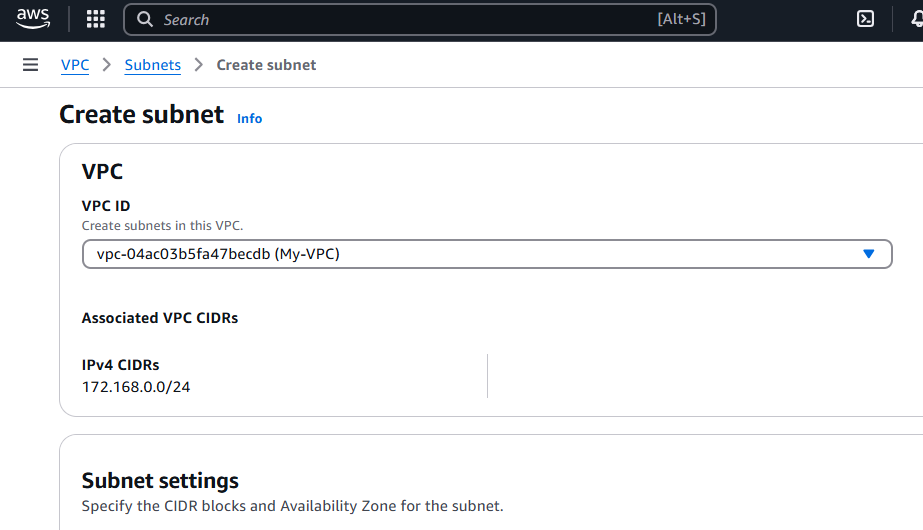 aws
Search [Alt+S]
VPC > Subnets > Create subnet
Create subnet Info
VPC
VPC ID
Create subnets in this VPC.
vpc-04ac03b5fa47becdb (My-VPC)
Associated VPC CIDRs
IPv4 CIDRs
172.168.0.0/24
Subnet settings
Specify the CIDR blocks and Availability Zone for the subnet.